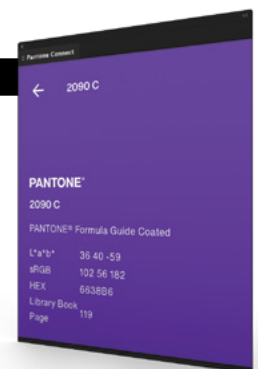 Pantone Connect
← 2090 C
PANTONE®
2090 C
PANTONE® Formula Guide Coated
L*a*b* 36 40 -59
sRGB 102 56 182
HEX 6638B6
Library Book
Page 119